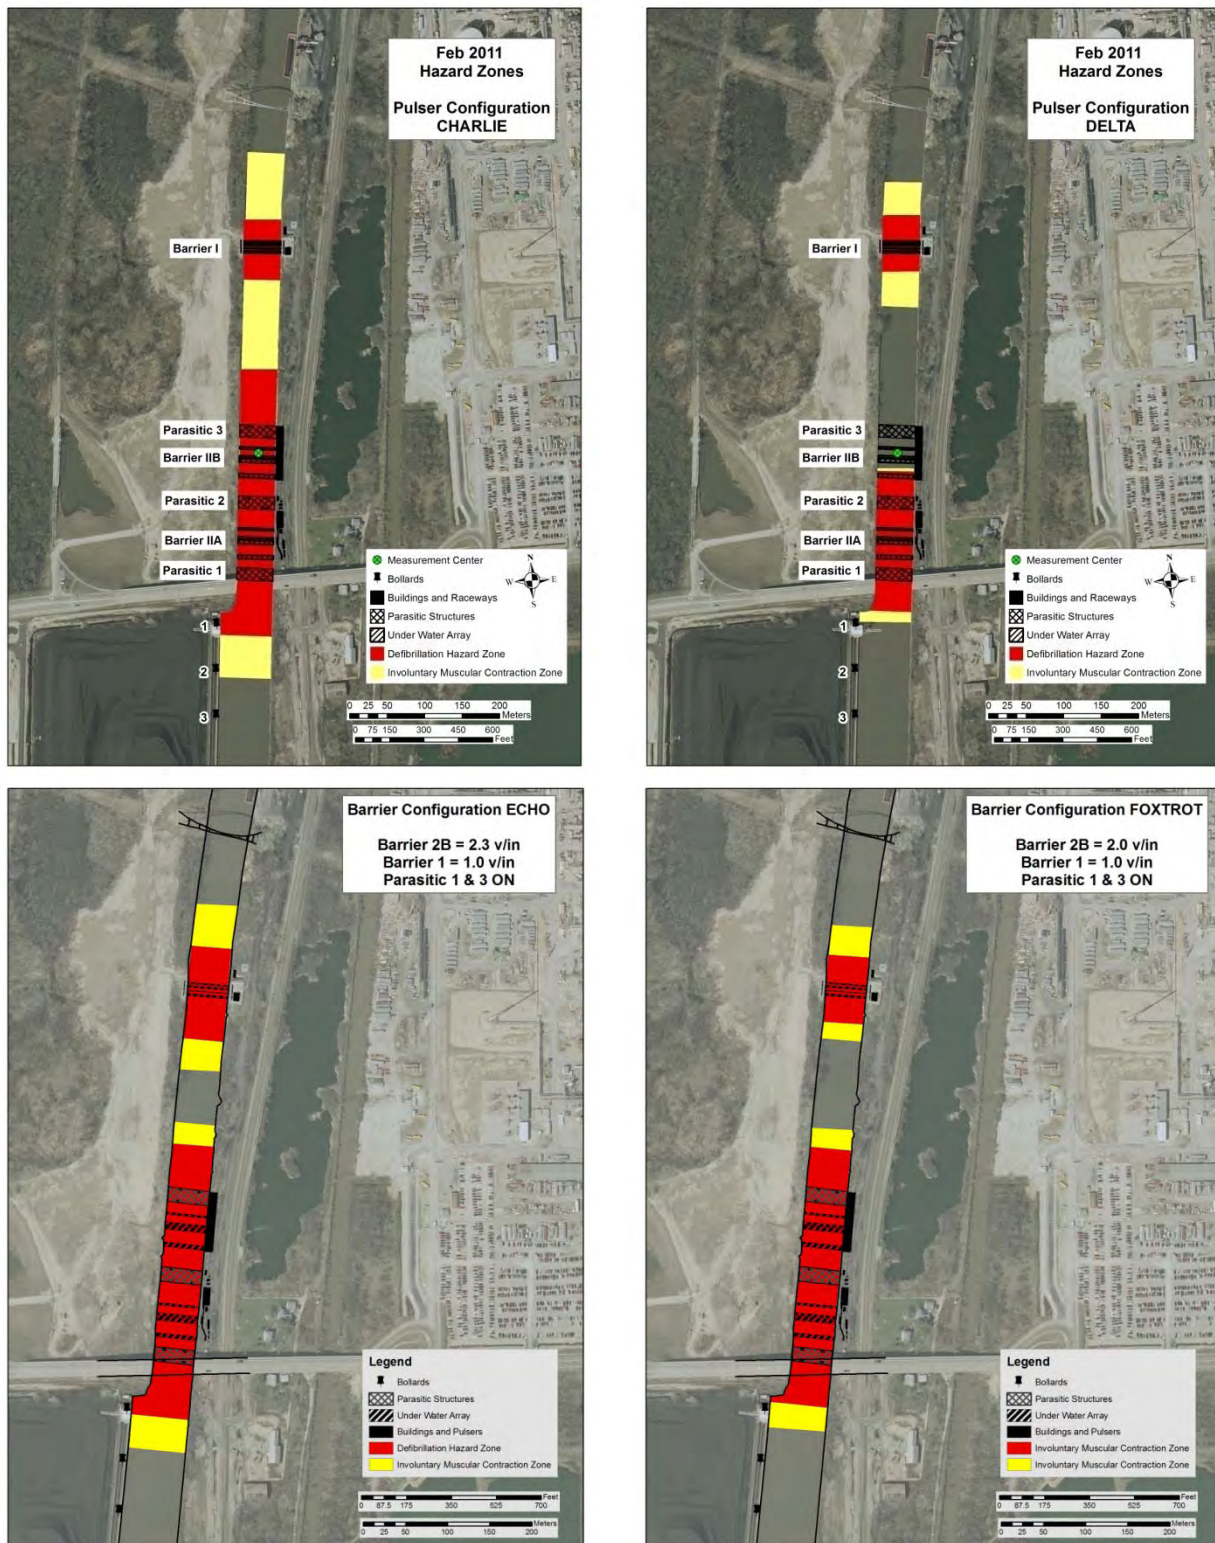 Feb 2011
Hazard Zones
Pulser Configuration
CHARLIE
Barrier I
Parasitic 3
Barrier IIB
Parasitic 2
Barrier IIA
Parasitic 1
1
2
3
Measurement Center
Bollards
Buildings and Raceways
Parasitic Structures
Under Water Array
Defibrillation Hazard Zone
Involuntary Muscular Contraction Zone
N
W E
S
0 25 50 100 150 200
Meters
0 75 150 300 450 600
Feet
Feb 2011
Hazard Zones
Pulser Configuration
DELTA
Barrier I
Parasitic 3
Barrier IIB
Parasitic 2
Barrier IIA
Parasitic 1
1
2
3
Measurement Center
Bollards
Buildings and Raceways
Parasitic Structures
Under Water Array
Defibrillation Hazard Zone
Involuntary Muscular Contraction Zone
N
W E
S
0 25 50 100 150 200
Meters
0 75 150 300 450 600
Feet
Barrier Configuration ECHO
Barrier 2B = 2.3 v/in
Barrier 1 = 1.0 v/in
Parasitic 1 & 3 ON
Legend
Bollards
Parasitic Structures
Under Water Array
Buildings and Pulsers
Defibrillation Hazard Zone
Involuntary Muscular Contraction Zone
Feet
0 87.5 175 350 525 700
Meters
0 25 50 100 150 200
Barrier Configuration FOXTROT
Barrier 2B = 2.0 v/in
Barrier 1 = 1.0 v/in
Parasitic 1 & 3 ON
Legend
Bollards
Parasitic Structures
Under Water Array
Buildings and Pulsers
Involuntary Muscular Contraction Zone
Involuntary Muscular Contraction Zone
Feet
0 87.5 175 350 525 700
Meters
0 25 50 100 150 200